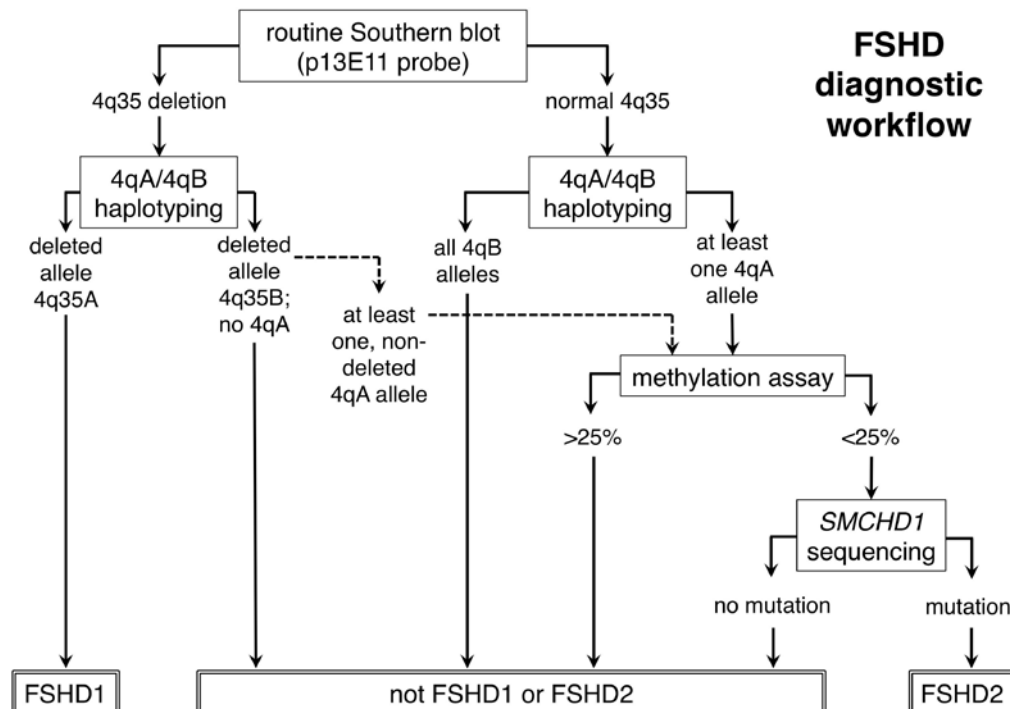 routine Southern blot
(p13E11 probe)
FSHD
diagnostic
workflow
4q35 deletion
normal 4q35
4qA/4qB
haplotyping
4qA/4qB
haplotyping
deleted
allele
4q35A
deleted
allele
4q35B;
no 4qA
at least
one, non-
deleted
4qA allele
all 4qB
alleles
at least
one 4qA
allele
methylation assay
>25%
<25%
SMCHD1
sequencing
no mutation
mutation
FSHD1
not FSHD1 or FSHD2
FSHD2